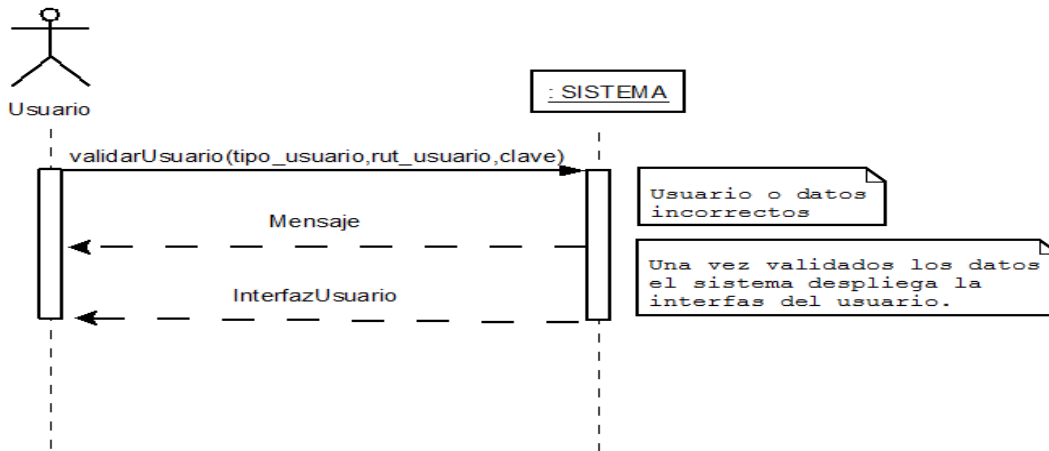 Usuario
: SISTEMA
validarUsuario(tipo_usuario,rut_usuario,clave)
Usuario o datos
incorrectos
Mensaje
Una vez validados los datos
el sistema despliega la
interfas del usuario.
InterfazUsuario